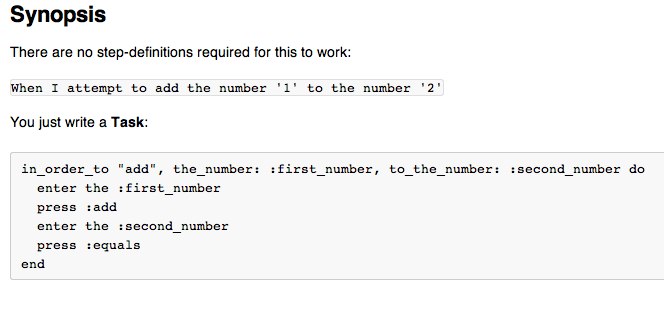 Synopsis
There are no step-definitions required for this to work:
When I attempt to add the number '1' to the number '2'
You just write a Task:
in_order_to "add", the_number: :first_number, to_the_number: :second_number do
  enter the :first_number
  press :add
  enter the :second_number
  press :equals
end